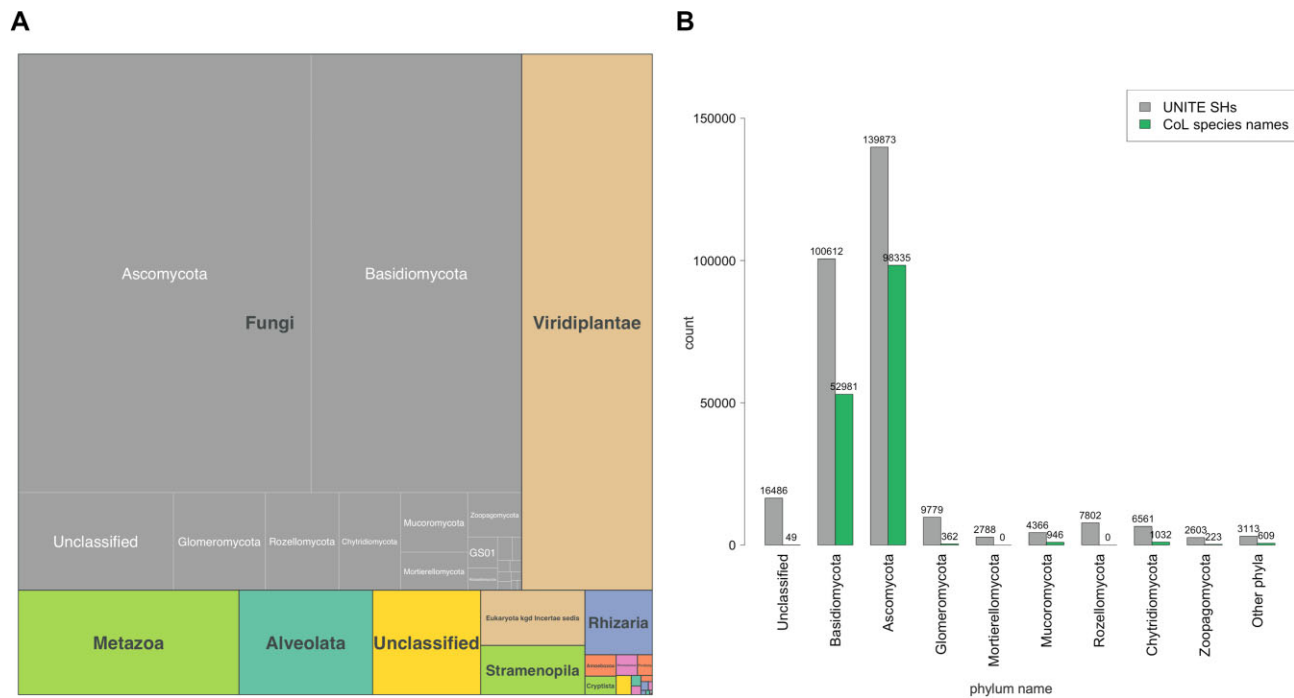 A
Ascomycota
Basidiomycota
Fungi
Viridiplantae
Unclassified
Glomeromycota
Rozellomycota
Chytridiomycota
Mucoromycota
Mortierellomycota
Zoopagomycota
GS01
Metazoa
Alveolata
Unclassified
Eukaryota kgd Incertae sedis
Stramenopila
Rhizaria
Cryptista
B
UNITE SHs
CoL species names
count
150000
100000
50000
0
16486
49
100612
52981
139873
98335
9779
362
2788
0
4366
946
7802
0
6561
1032
2603
223
3113
609
Unclassified
Basidiomycota
Ascomycota
Glomeromycota
Mortierellomycota
Mucoromycota
Rozellomycota
Chytridiomycota
Zoopagomycota
Other phyla
phylum name